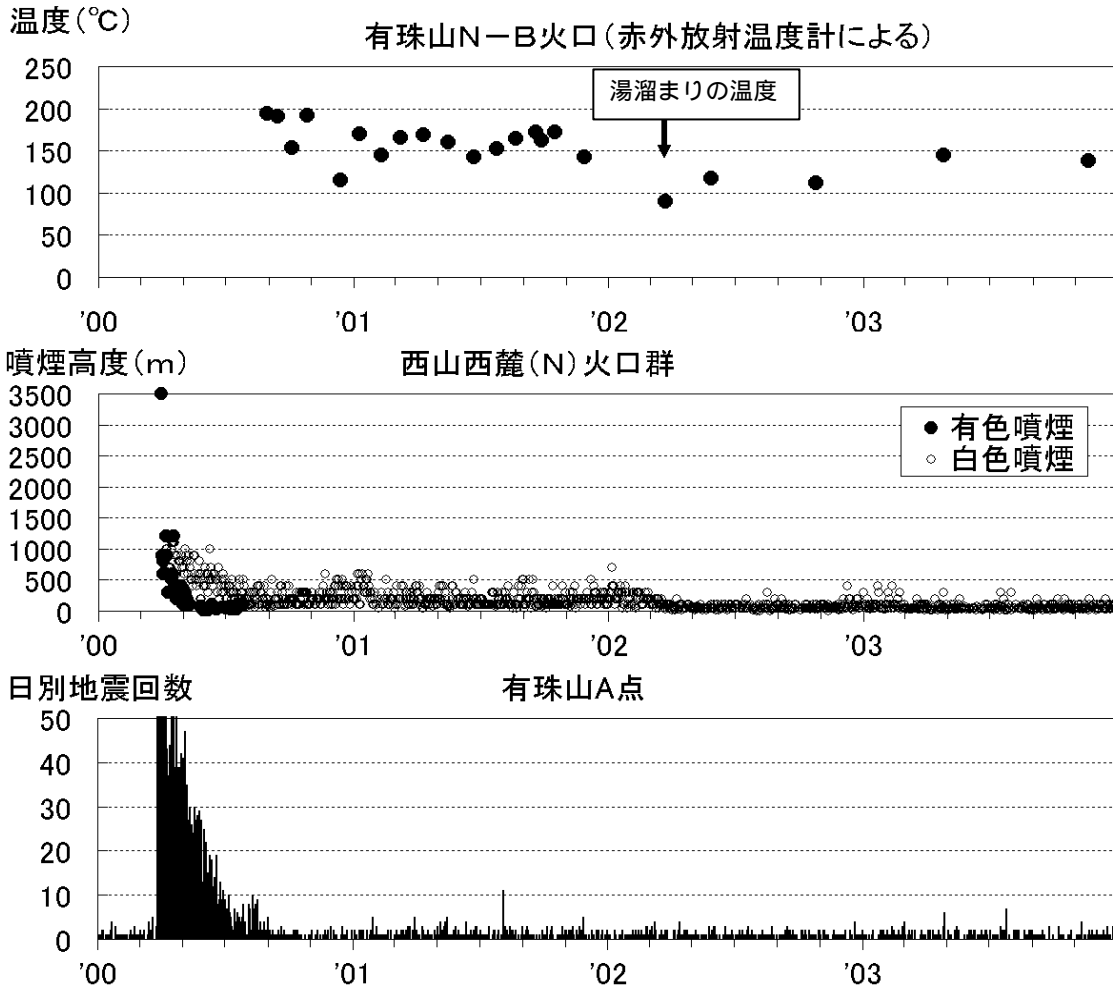 温度(℃)
有珠山N－B火口(赤外放射温度計による)
250
200
150
100
50
0
湯溜まりの温度
'00 '01 '02 '03
噴煙高度(m)
西山西麓(N)火口群
3500
3000
2500
2000
1500
1000
500
0
● 有色噴煙
○ 白色噴煙
'00 '01 '02 '03
日別地震回数
有珠山A点
50
40
30
20
10
0
'00 '01 '02 '03